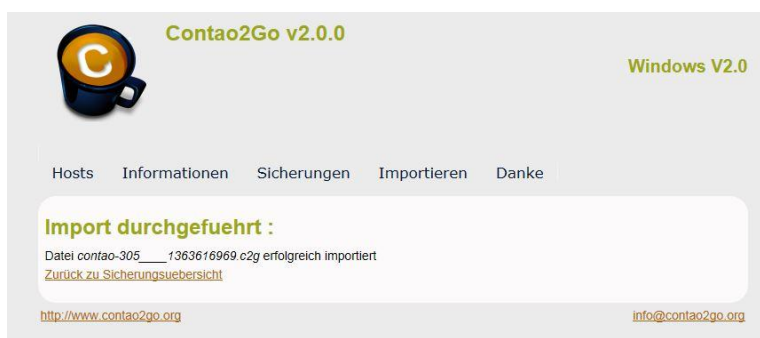 Contao2Go v2.0.0
Windows V2.0
C
Hosts Informationen Sicherungen Importieren Danke
Import durchgefuehrt :
Datei contao-305____1363616969.c2g erfolgreich importiert
Zurück zu Sicherungsuebersicht
http://www.contao2go.org info@contao2go.org